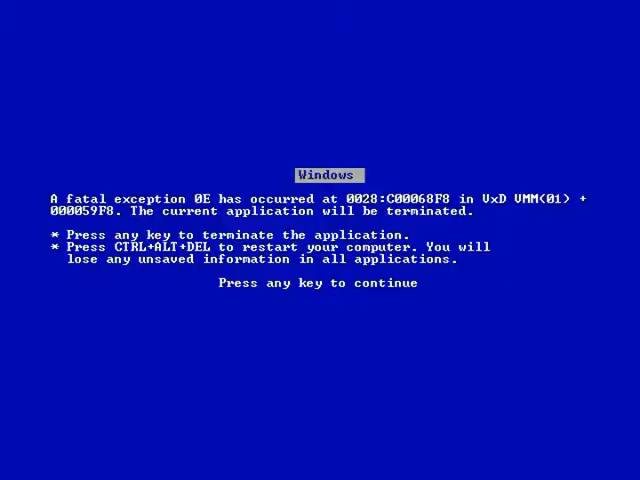 Windows
A fatal exception 0E has occurred at 0028:C00068F8 in VxD VMM(01) +
000059F8. The current application will be terminated.
* Press any key to terminate the application.
* Press CTRL+ALT+DEL to restart your computer. You will
lose any unsaved information in all applications.
Press any key to continue